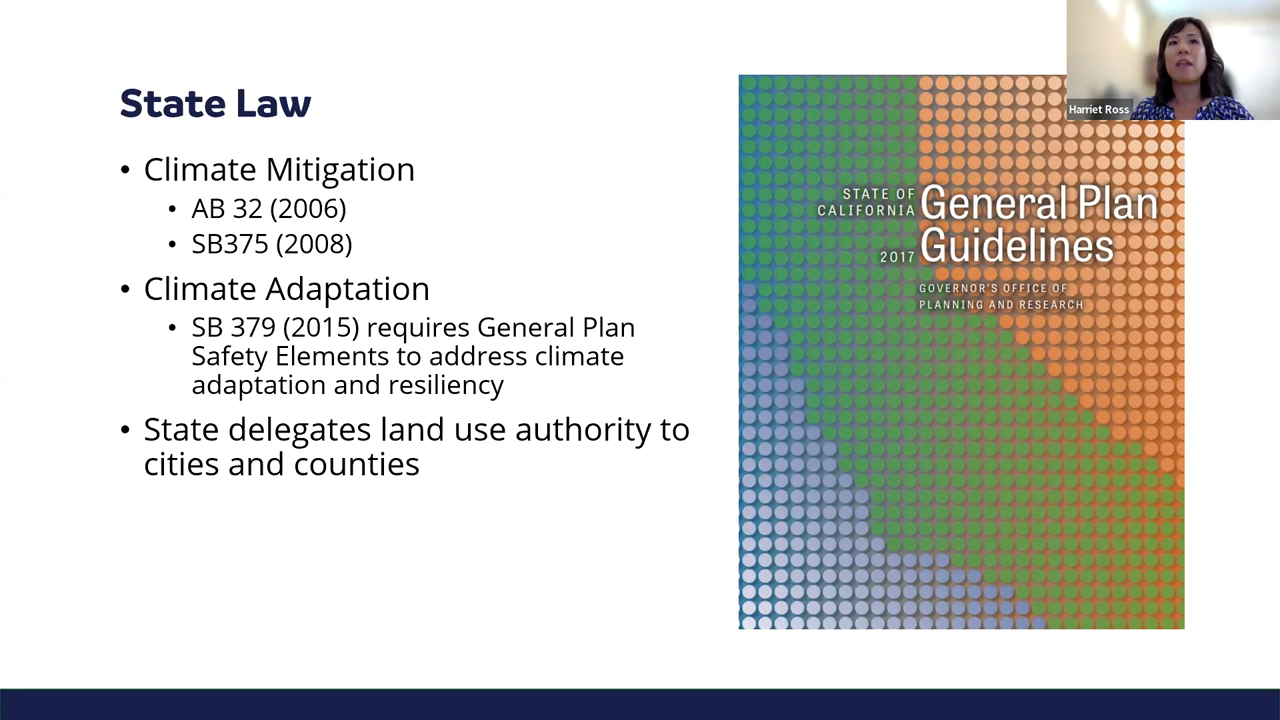 State Law
• Climate Mitigation
• AB 32 (2006)
• SB375 (2008)
• Climate Adaptation
• SB 379 (2015) requires General Plan
Safety Elements to address climate
adaptation and resiliency
• State delegates land use authority to
cities and counties
STATE OF
CALIFORNIA
General Plan
2017
Guidelines
GOVERNOR'S OFFICE OF
PLANNING AND RESEARCH
Harriet Ross